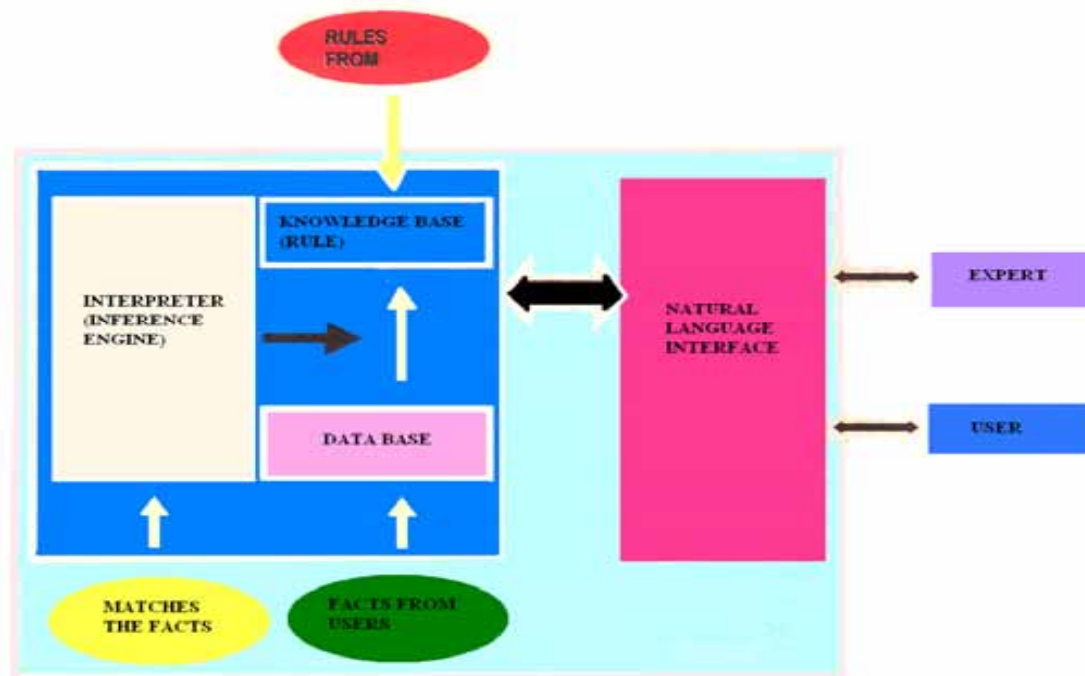 RULES
FROM
KNOWLEDGE BASE
(RULE)
INTERPRETER
(INFERENCE
ENGINE)
NATURAL
LANGUAGE
INTERFACE
EXPERT
DATA BASE
USER
MATCHES
THE FACTS
FACTS FROM
USERS